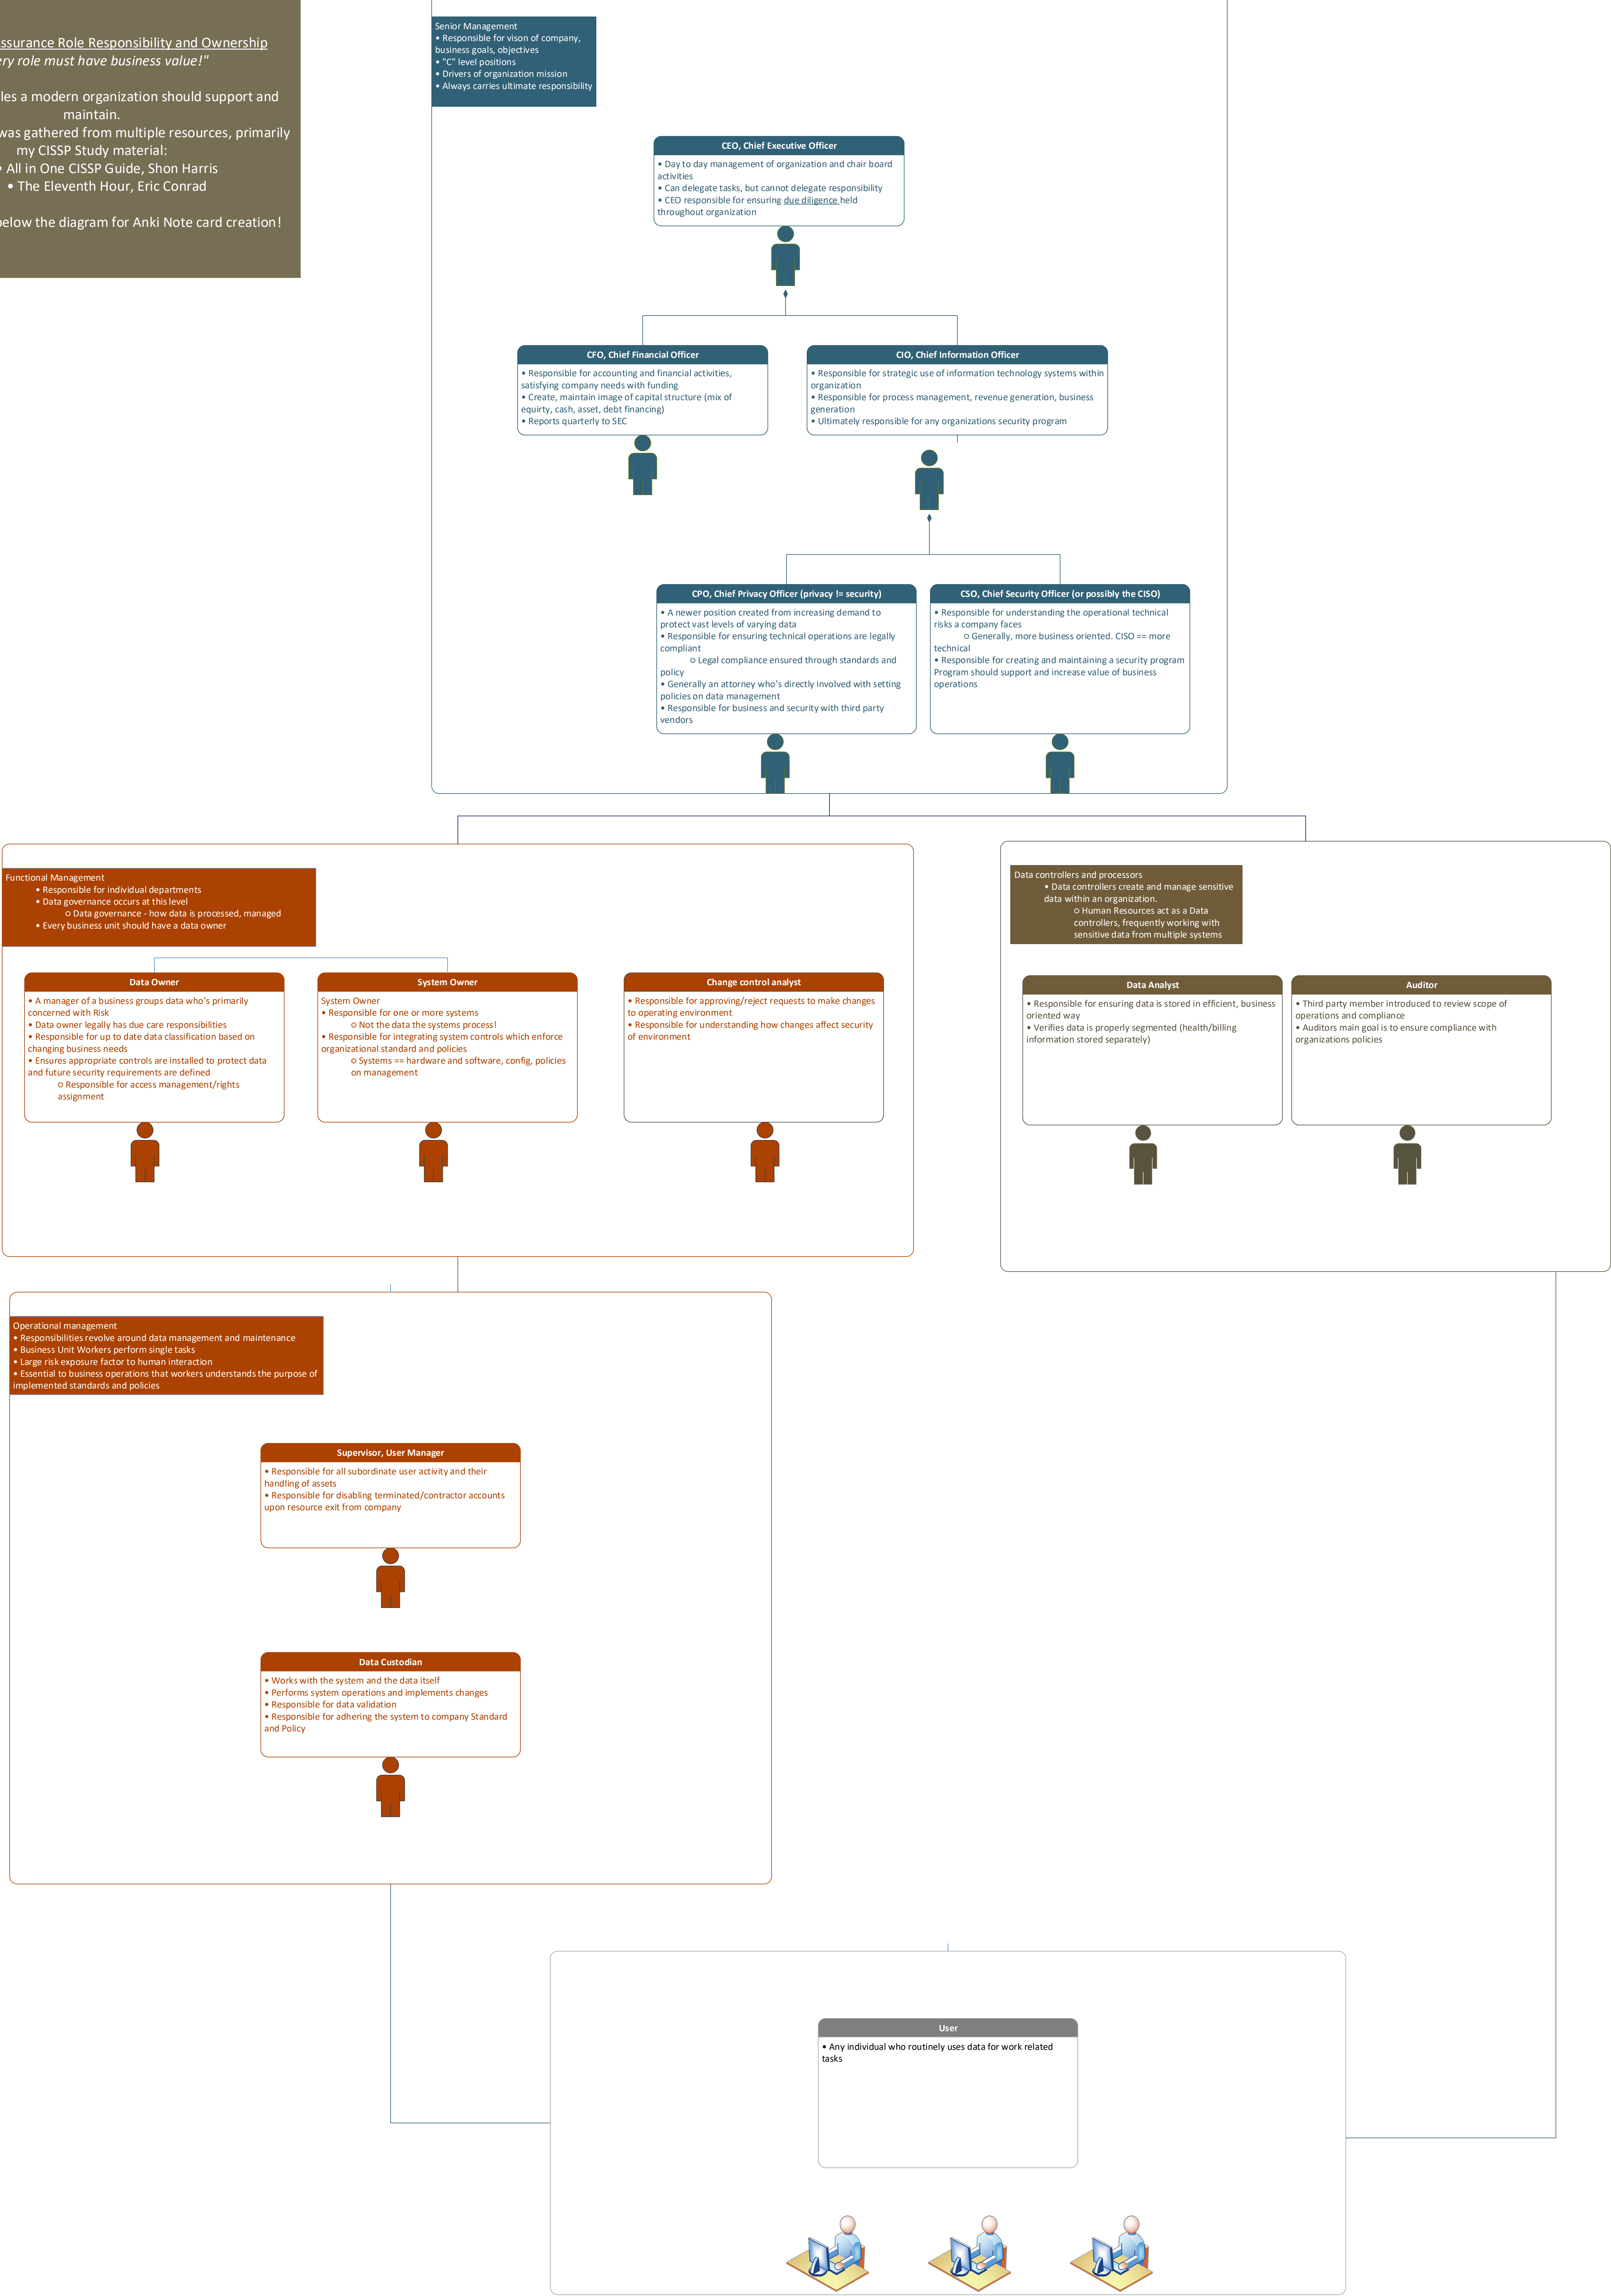 ssurance Role Responsibility and Ownership
ry role must have business value!"
les a modern organization should support and
maintain.
was gathered from multiple resources, primarily
my CISSP Study material:
• All in One CISSP Guide, Shon Harris
• The Eleventh Hour, Eric Conrad
below the diagram for Anki Note card creation!
Senior Management
• Responsible for vison of company,
business goals, objectives
• "C" level positions
• Drivers of organization mission
• Always carries ultimate responsibility
CEO, Chief Executive Officer
• Day to day management of organization and chair board
activities
• Can delegate tasks, but cannot delegate responsibility
• CEO responsible for ensuring due diligence held
throughout organization
CFO, Chief Financial Officer
• Responsible for accounting and financial activities,
satisfying company needs with funding
• Create, maintain image of capital structure (mix of
equirty, cash, asset, debt financing)
• Reports quarterly to SEC
CIO, Chief Information Officer
• Responsible for strategic use of information technology systems within
organization
• Responsible for process management, revenue generation, business
generation
• Ultimately responsible for any organizations security program
CPO, Chief Privacy Officer (privacy != security)
• A newer position created from increasing demand to
protect vast levels of varying data
• Responsible for ensuring technical operations are legally
compliant
○ Legal compliance ensured through standards and
policy
• Generally an attorney who's directly involved with setting
policies on data management
• Responsible for business and security with third party
vendors
CSO, Chief Security Officer (or possibly the CISO)
• Responsible for understanding the operational technical
risks a company faces
○ Generally, more business oriented. CISO == more
technical
• Responsible for creating and maintaining a security program
Program should support and increase value of business
operations
Functional Management
• Responsible for individual departments
• Data governance occurs at this level
○ Data governance - how data is processed, managed
• Every business unit should have a data owner
Data Owner
• A manager of a business groups data who's primarily
concerned with Risk
• Data owner legally has due care responsibilities
• Responsible for up to date data classification based on
changing business needs
• Ensures appropriate controls are installed to protect data
and future security requirements are defined
○ Responsible for access management/rights
assignment
System Owner
System Owner
• Responsible for one or more systems
○ Not the data the systems process!
• Responsible for integrating system controls which enforce
organizational standard and policies
○ Systems == hardware and software, config, policies
on management
Change control analyst
• Responsible for approving/reject requests to make changes
to operating environment
• Responsible for understanding how changes affect security
of environment
Data controllers and processors
• Data controllers create and manage sensitive
data within an organization.
○ Human Resources act as a Data
controllers, frequently working with
sensitive data from multiple systems
Data Analyst
• Responsible for ensuring data is stored in efficient, business
oriented way
• Verifies data is properly segmented (health/billing
information stored separately)
Auditor
• Third party member introduced to review scope of
operations and compliance
• Auditors main goal is to ensure compliance with
organizations policies
Operational management
• Responsibilities revolve around data management and maintenance
• Business Unit Workers perform single tasks
• Large risk exposure factor to human interaction
• Essential to business operations that workers understands the purpose of
implemented standards and policies
Supervisor, User Manager
• Responsible for all subordinate user activity and their
handling of assets
• Responsible for disabling terminated/contractor accounts
upon resource exit from company
Data Custodian
• Works with the system and the data itself
• Performs system operations and implements changes
• Responsible for data validation
• Responsible for adhering the system to company Standard
and Policy
User
• Any individual who routinely uses data for work related
tasks